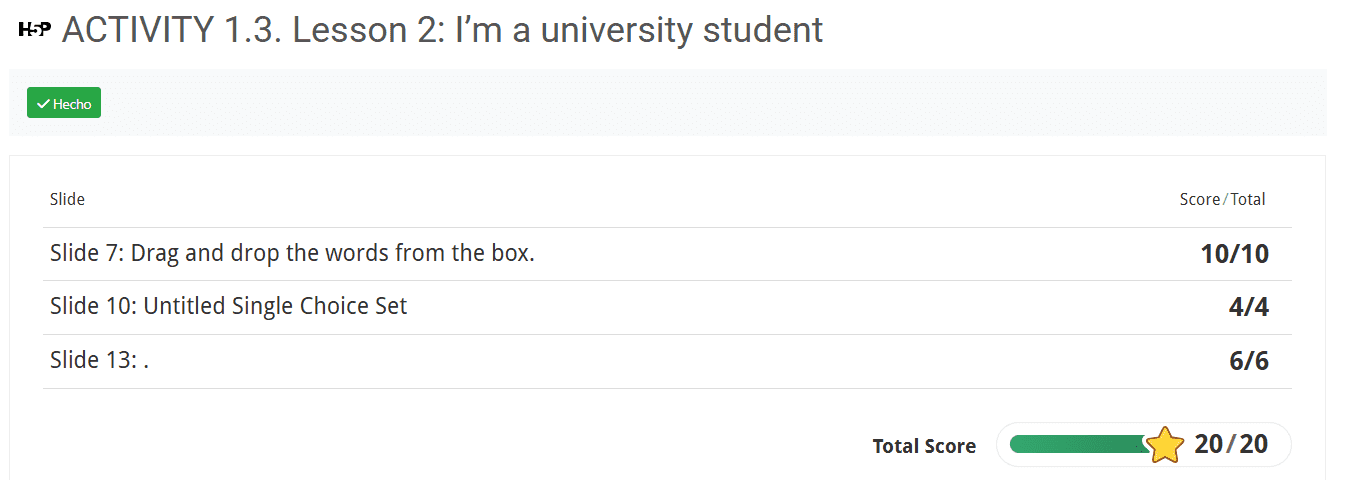 H5P ACTIVITY 1.3. Lesson 2: I’m a university student
Hecho
Slide Score/Total
Slide 7: Drag and drop the words from the box. 10/10
Slide 10: Untitled Single Choice Set 4/4
Slide 13: . 6/6
Total Score 20/20